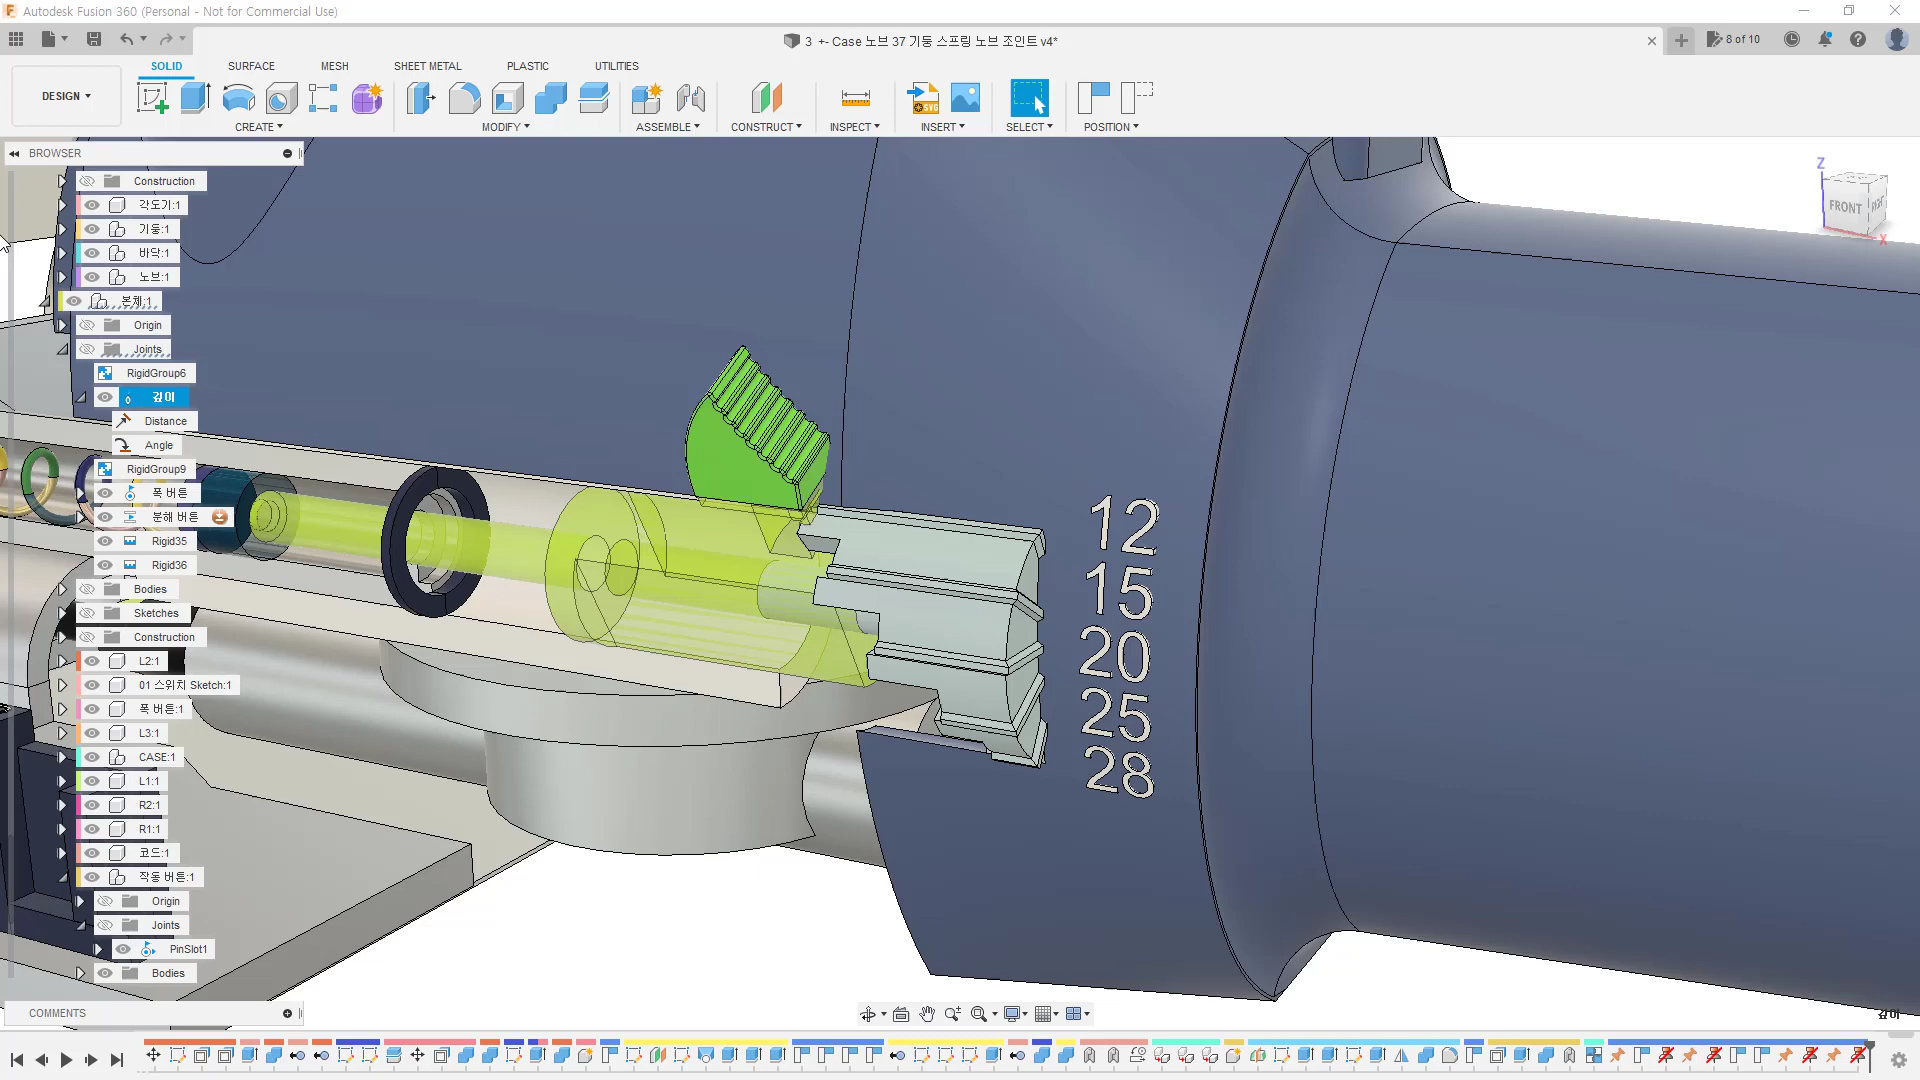 Autodesk Fusion 360 (Personal - Not for Commercial Use)
3 +- Case 노브 37 기둥 스프링 노브 조인트 v4*
8 of 10
SOLID
SURFACE
MESH
SHEET METAL
PLASTIC
UTILITIES
DESIGN
CREATE
MODIFY
ASSEMBLE
CONSTRUCT
INSPECT
INSERT
SELECT
POSITION
SVG
BROWSER
Construction
각도기:1
기둥:1
바닥:1
노브:1
본체:1
Origin
Joints
RigidGroup6
깊이
Distance
Angle
RigidGroup9
폭 버튼
분해 버튼
Rigid35
Rigid36
Bodies
Sketches
Construction
L2:1
01 스위치 Sketch:1
폭 버튼:1
L3:1
CASE:1
L1:1
R2:1
R1:1
코드:1
작동 버튼:1
Origin
Joints
PinSlot1
Bodies
COMMENTS
12
15
20
25
28
Z
FRONT
X
깊이